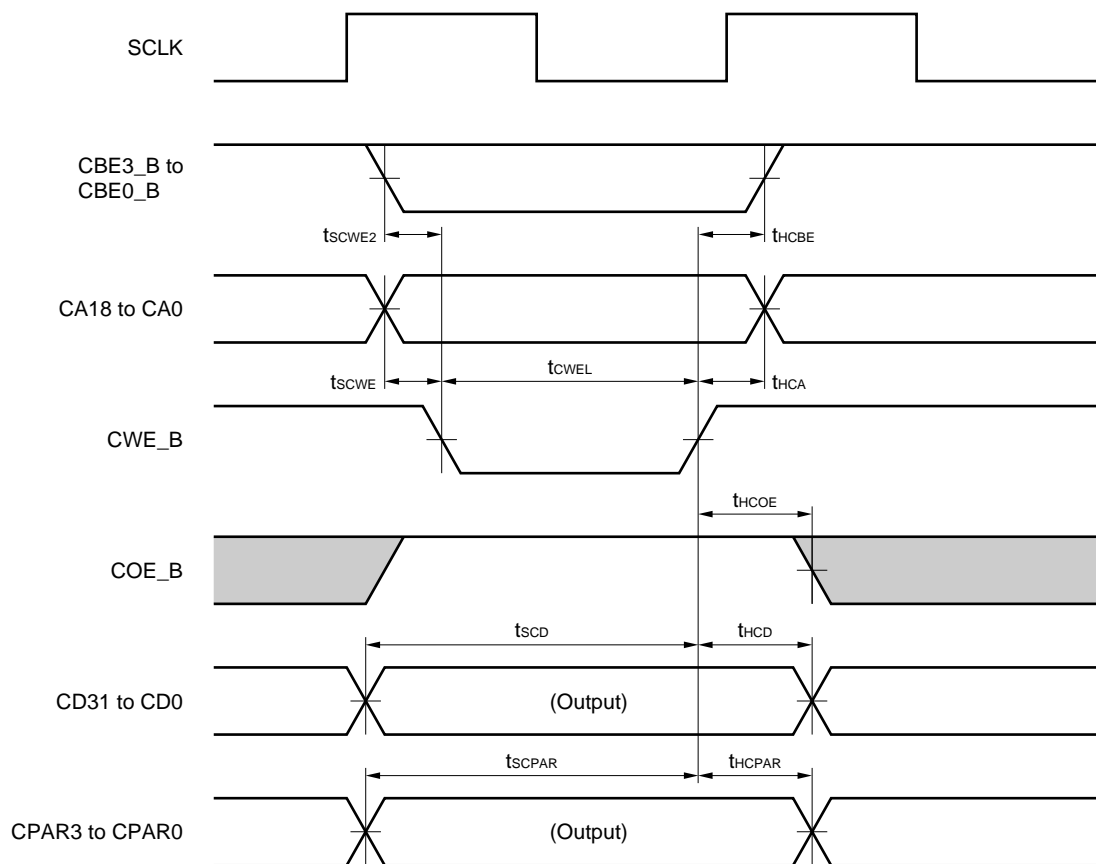 SCLK
CBE3_B to
CBE0_B
tSCWE2
tHCBE
CA18 to CA0
tSCWE
tCWEL
tHCA
CWE_B
tHCOE
COE_B
tSCD
tHCD
CD31 to CD0
(Output)
tSCPAR
tHCPAR
CPAR3 to CPAR0
(Output)